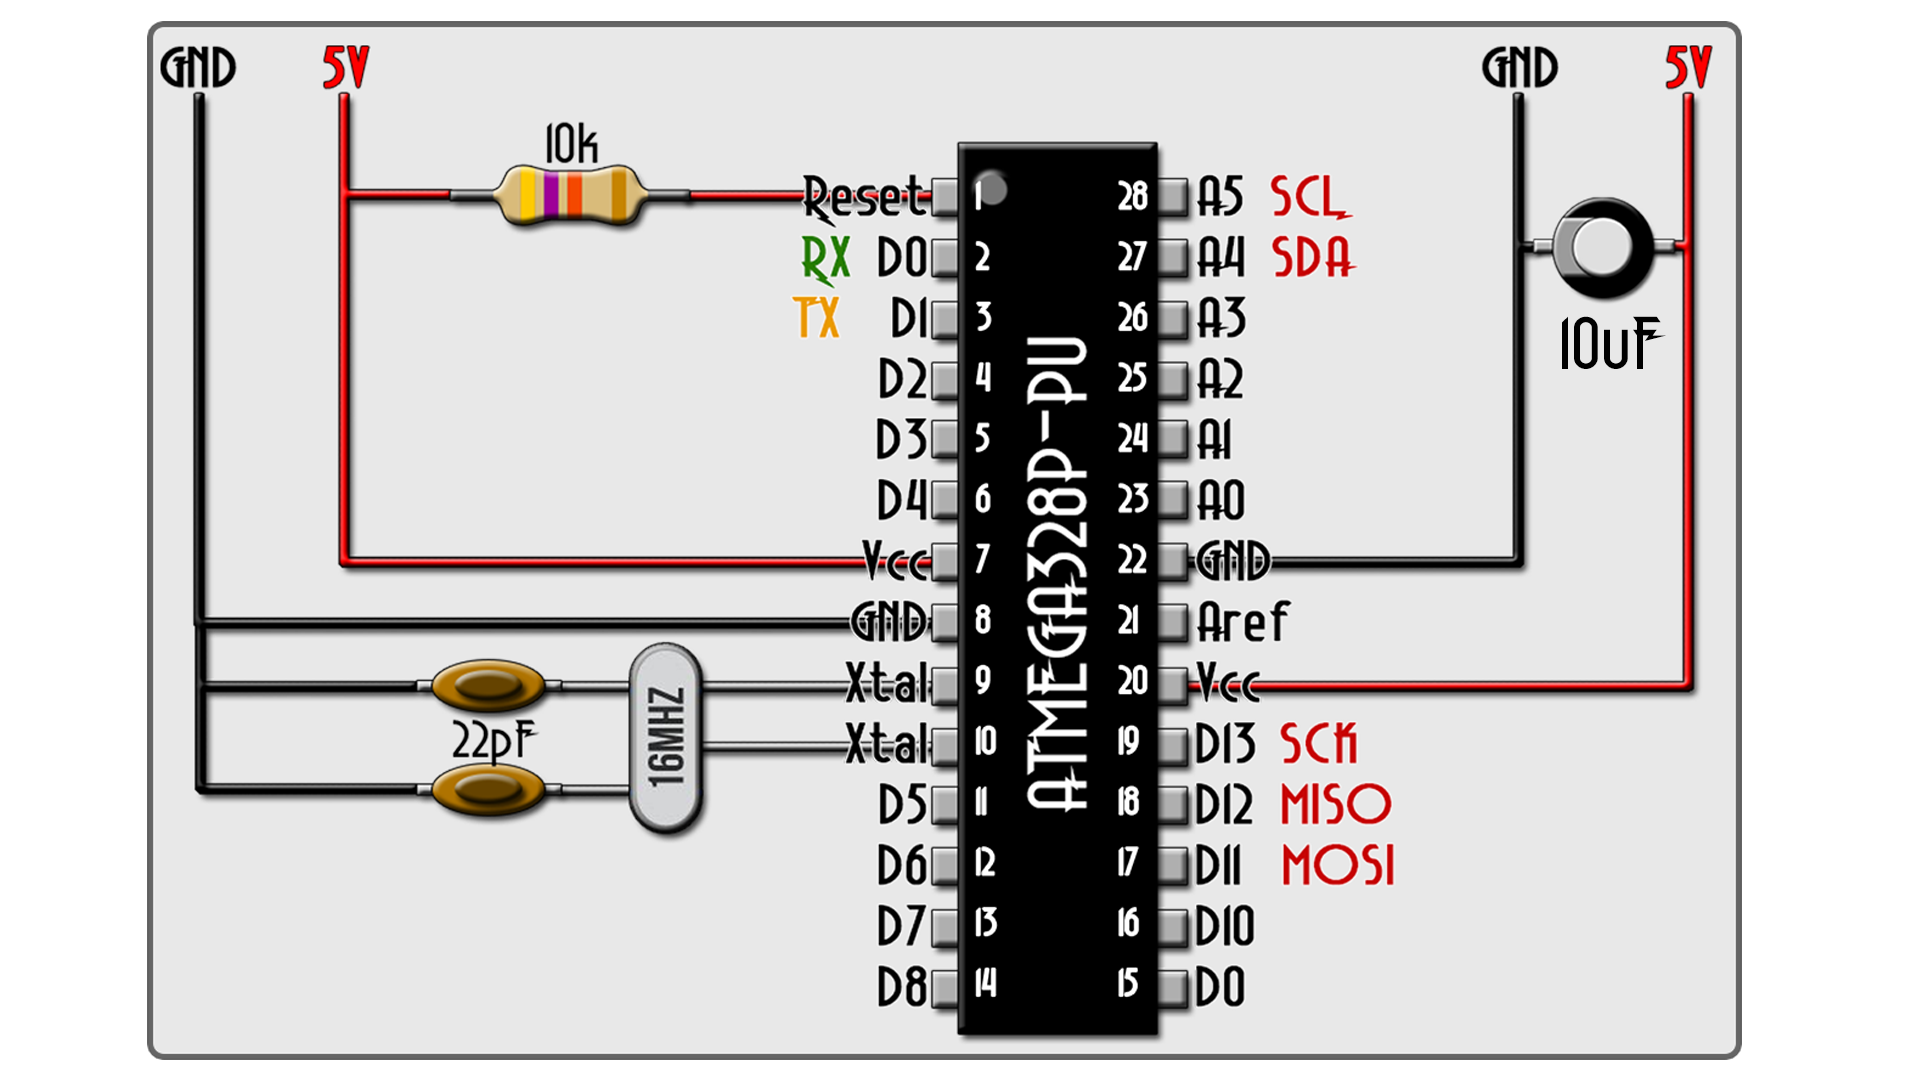 GND 5V GND 5V
10k
Reset 1 28 A5 SCL
RX D0 2 27 A4 SDA
TX D1 3 26 A3
10uF
D2 4 25 A2
D3 5 24 A1
D4 6 23 A0
Vcc 7 22 GND
GND 8 21 Aref
Xtal 9 20 Vcc
22pF
Xtal 10 19 D13 SCK
16MHZ
D5 11 18 D12 MISO
D6 12 17 D11 MOSI
D7 13 16 D10
D8 14 15 D0
ATMEGA328P-PU